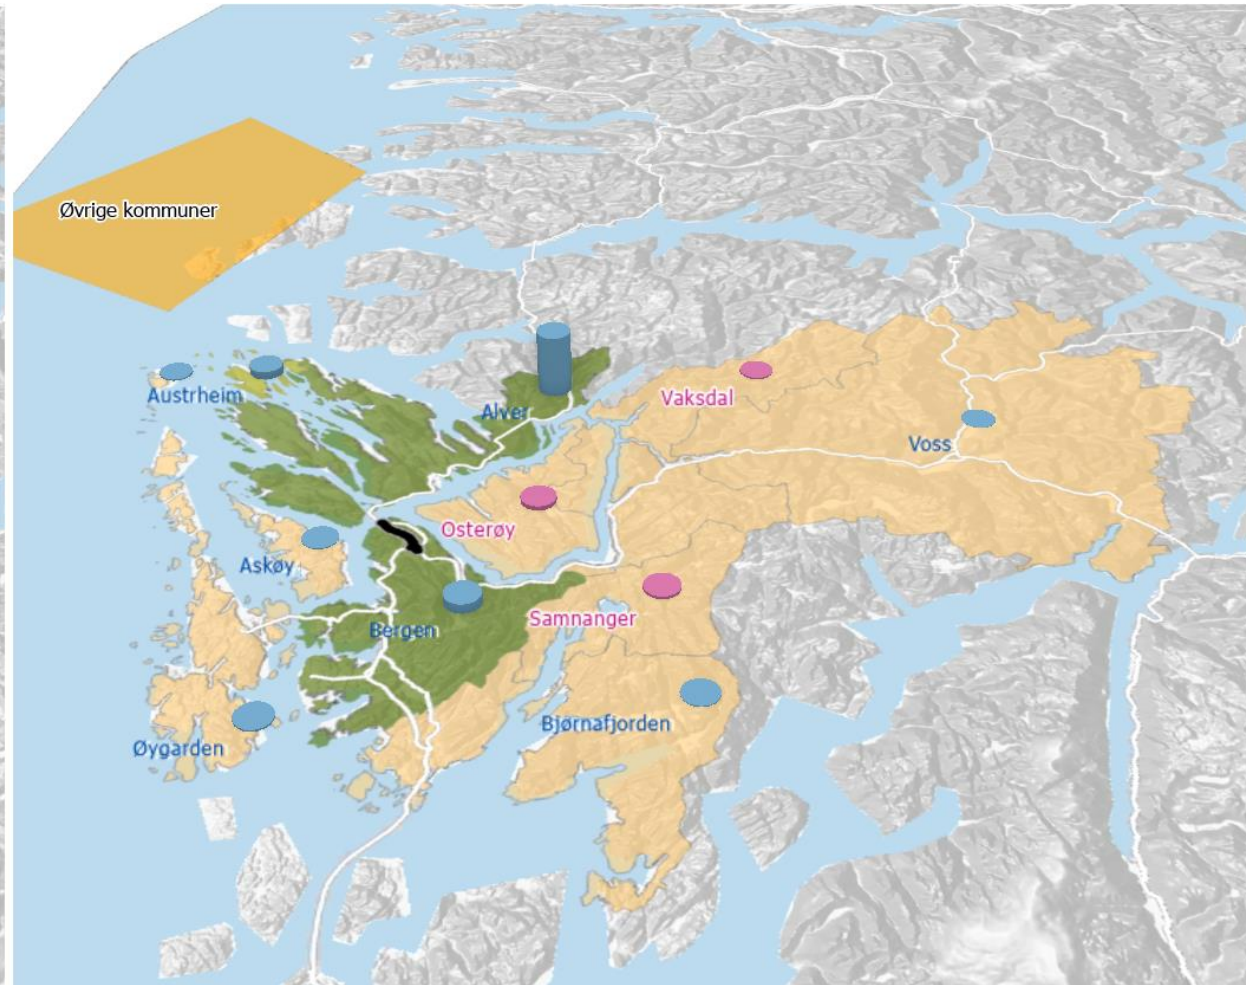 Øvrige kommuner
Austrheim
Alver
Vaksdal
Voss
Osterøy
Askøy
Samnanger
Bergen
Bjørnafjorden
Øygarden